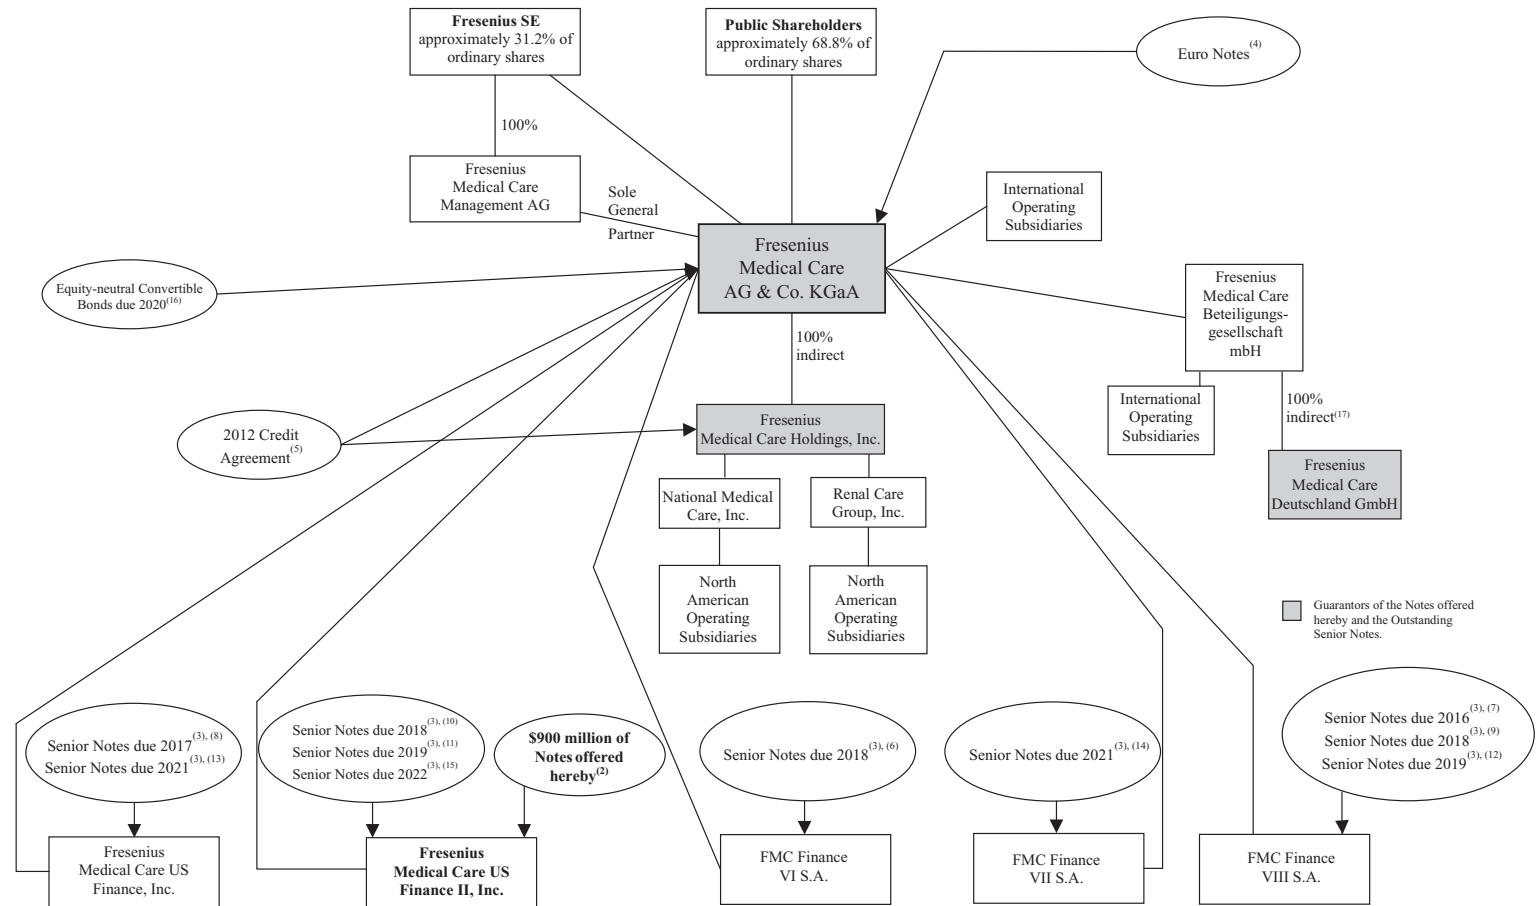 Fresenius SE
approximately 31.2% of
ordinary shares
Public Shareholders
approximately 68.8% of
ordinary shares
Euro Notes(4)
100%
Fresenius
Medical Care
Management AG
Sole
General
Partner
International
Operating
Subsidiaries
Fresenius
Medical Care
AG & Co. KGaA
Equity-neutral Convertible
Bonds due 2020(16)
Fresenius
Medical Care
Beteiligungs-
gesellschaft
mbH
100%
indirect
International
Operating
Subsidiaries
100%
indirect(17)
2012 Credit
Agreement(5)
Fresenius
Medical Care Holdings, Inc.
Fresenius
Medical Care
Deutschland GmbH
National Medical
Care, Inc.
Renal Care
Group, Inc.
North
American
Operating
Subsidiaries
North
American
Operating
Subsidiaries
Guarantors of the Notes offered
hereby and the Outstanding
Senior Notes.
Senior Notes due 2017(3), (8)
Senior Notes due 2021(3), (13)
Senior Notes due 2018(3), (10)
Senior Notes due 2019(3), (11)
Senior Notes due 2022(3), (15)
$900 million of
Notes offered
hereby(2)
Senior Notes due 2018(3), (6)
Senior Notes due 2021(3), (14)
Senior Notes due 2016(3), (7)
Senior Notes due 2018(3), (9)
Senior Notes due 2019(3), (12)
Fresenius
Medical Care US
Finance, Inc.
Fresenius
Medical Care US
Finance II, Inc.
FMC Finance
VI S.A.
FMC Finance
VII S.A.
FMC Finance
VIII S.A.